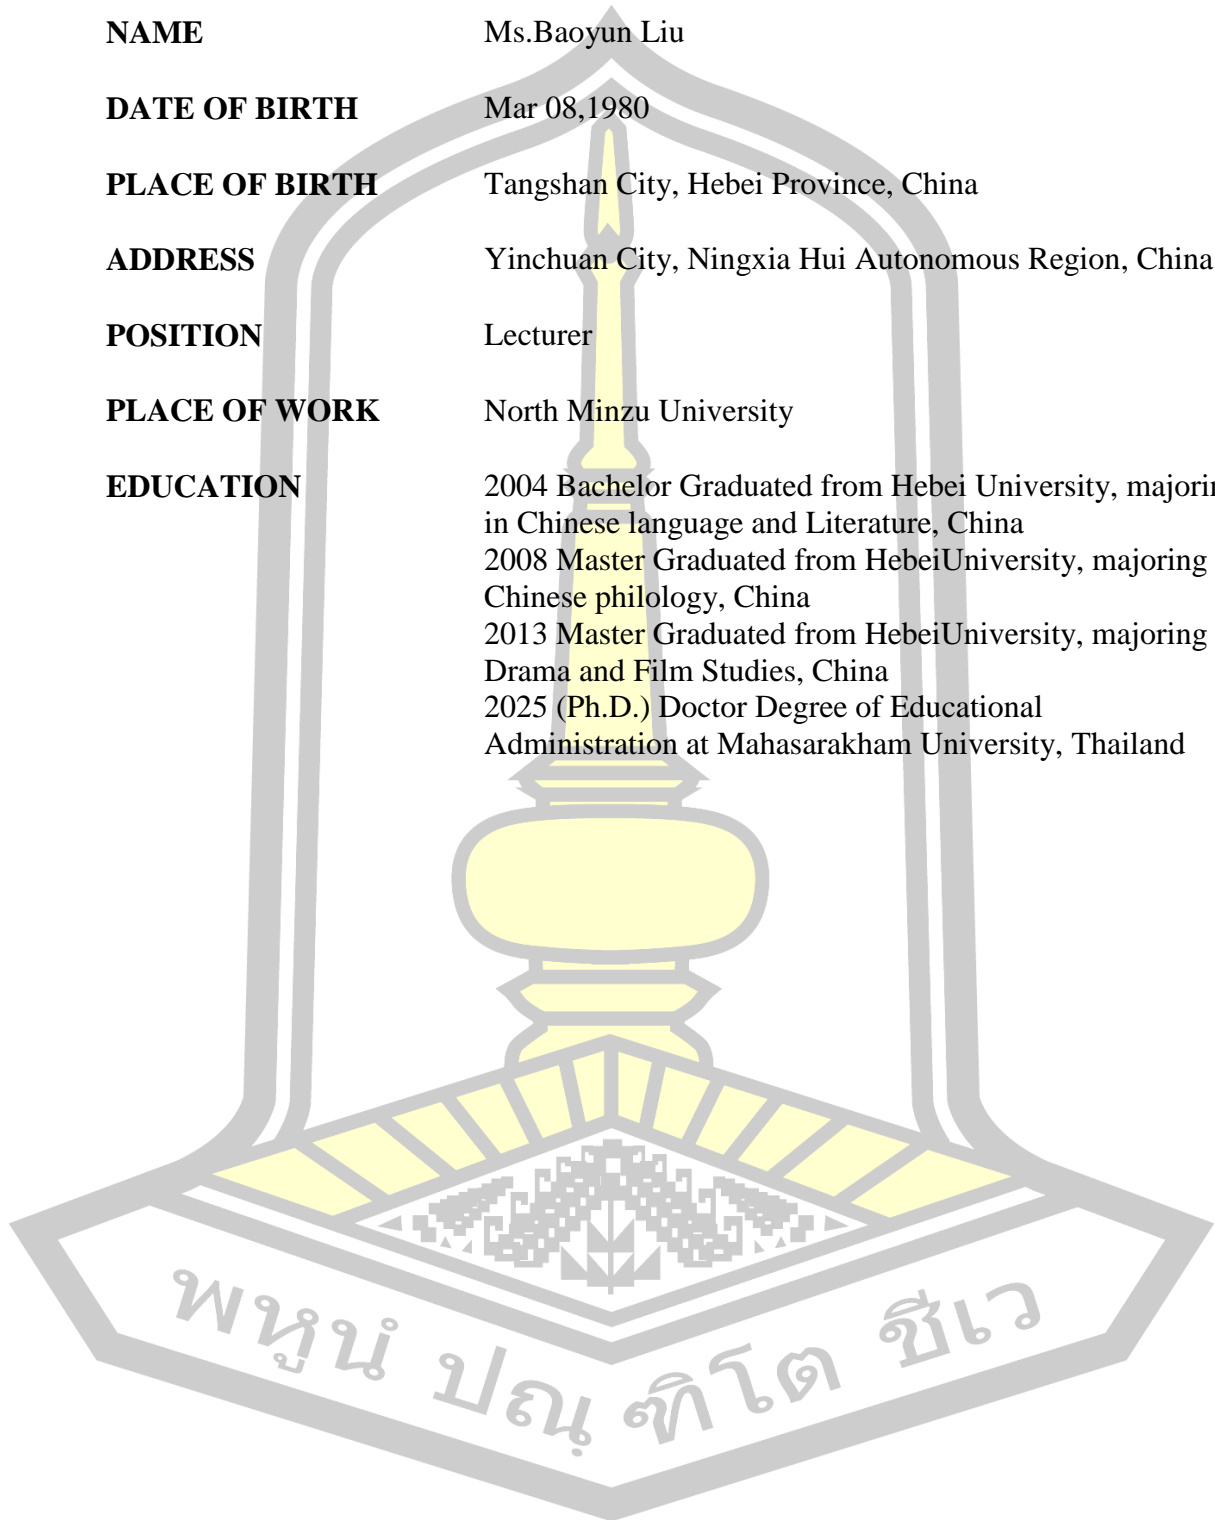 NAME Ms.Baoyun Liu
DATE OF BIRTH Mar 08,1980
PLACE OF BIRTH Tangshan City, Hebei Province, China
ADDRESS Yinchuan City, Ningxia Hui Autonomous Region, China
POSITION Lecturer
PLACE OF WORK North Minzu University
EDUCATION 2004 Bachelor Graduated from Hebei University,
in Chinese language and Literature, China
2008 Master Graduated from HebeiUniversity, majoring
Chinese philology, China
2013 Master Graduated from HebeiUniversity, majoring
Drama and Film Studies, China
2025 (Ph.D.) Doctor Degree of Educational
Administration at Mahasarakham University, Thailand
พหูนํ ปณฺฑิโต ชีเว